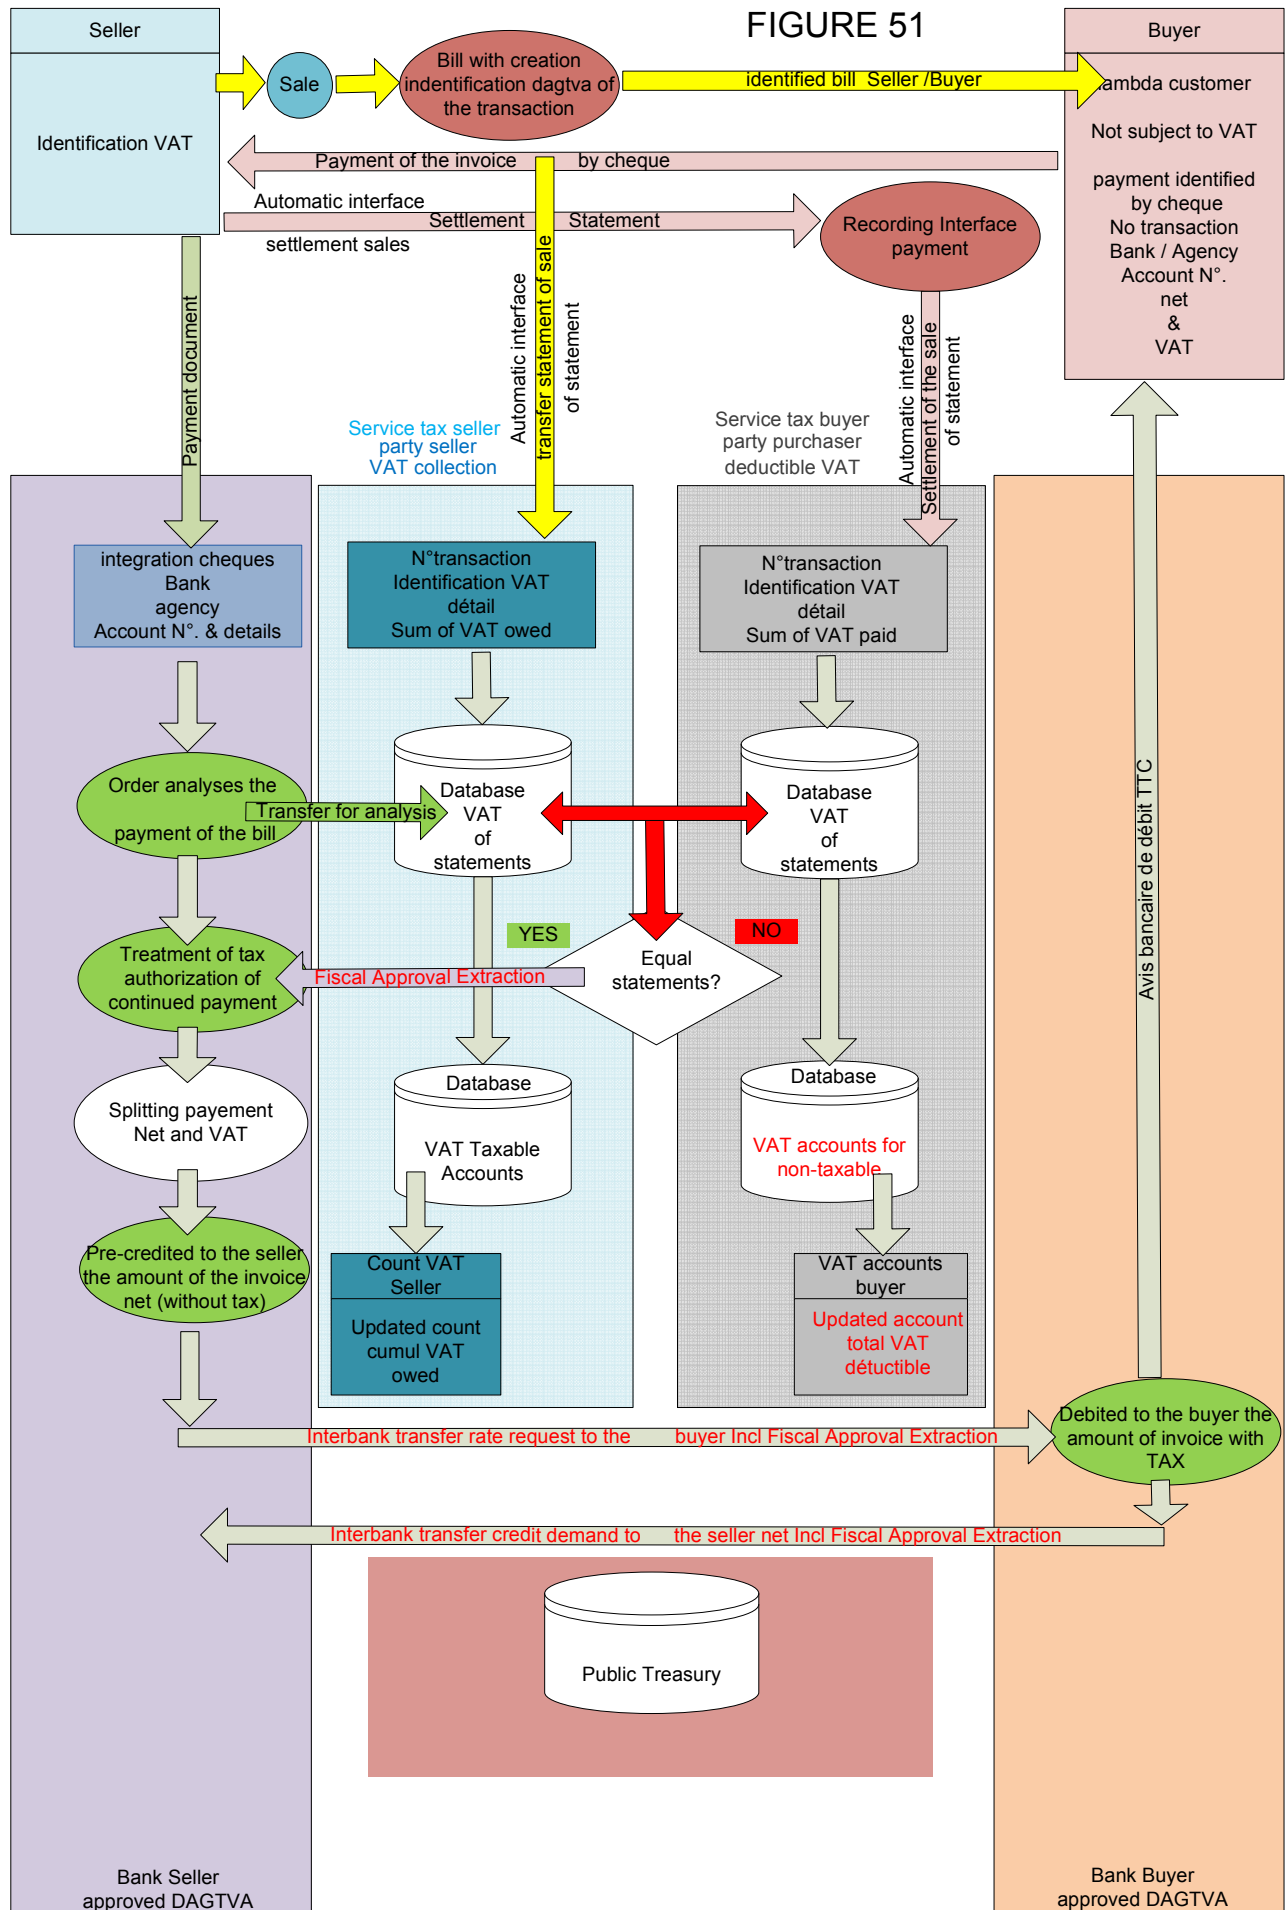 FIGURE 51
Seller
Identification VAT
Sale
Bill with creation
indentification dagtva of
the transaction
identified bill  Seller /Buyer
Buyer
lambda customer
Not subject to VAT
payment identified
by cheque
No transaction
Bank / Agency
Account N°.
net
&
VAT
Payment of the invoice by cheque
Automatic interface
Settlement Statement
settlement sales
Recording Interface
payment
Payment document
Automatic interface
transfer statement of sale
of statement
Automatic interface
Settlement of the sale
of statement
Service tax seller
party seller
VAT collection
Service tax buyer
party purchaser
deductible VAT
integration cheques
Bank
agency
Account N°. & details
N°transaction
Identification VAT
détail
Sum of VAT owed
N°transaction
Identification VAT
détail
Sum of VAT paid
Order analyses the
payment of the bill
Transfer for analysis
Database
VAT
of
statements
Database
VAT
of
statements
YES
NO
Equal
statements?
Treatment of tax
authorization of
continued payment
Fiscal Approval Extraction
Avis bancaire de débit TTC
Splitting payement
Net and VAT
Database
VAT Taxable
Accounts
Database
VAT accounts for
non-taxable
Pre-credited to the seller
the amount of the invoice
net (without tax)
Count VAT
Seller
Updated count
cumul VAT
owed
VAT accounts
buyer
Updated account
total VAT
détuctible
Interbank transfer rate request to the buyer Incl Fiscal Approval Extraction
Debited to the buyer the
amount of invoice with
TAX
Interbank transfer credit demand to the seller net Incl Fiscal Approval Extraction
Public Treasury
Bank Seller
approved DAGTVA
Bank Buyer
approved DAGTVA